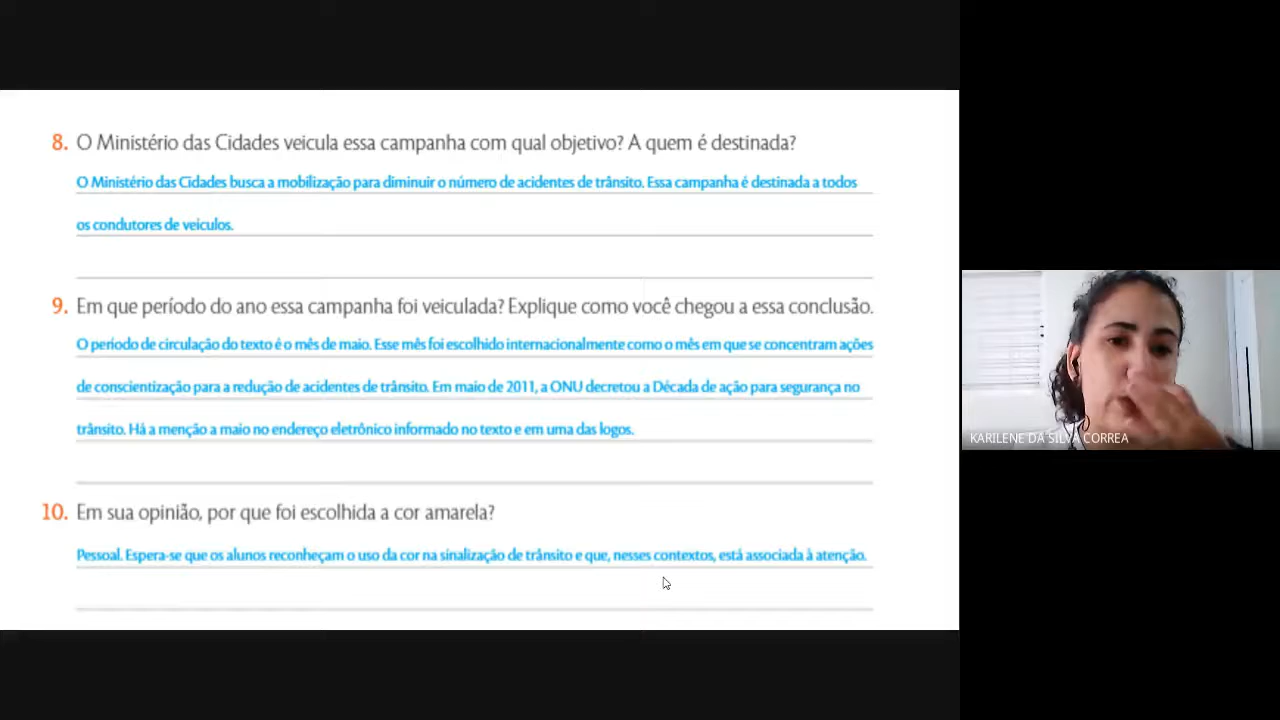 8. O Ministério das Cidades veicula essa campanha com qual objetivo? A quem é destinada?
O Ministério das Cidades busca a mobilização para diminuir o número de acidentes de trânsito. Essa campanha é destinada a todos
os condutores de veículos.
9. Em que período do ano essa campanha foi veiculada? Explique como você chegou a essa conclusão.
O período de circulação do texto é o mês de maio. Esse mês foi escolhido internacionalmente como o mês em que se concentram ações
de conscientização para a redução de acidentes de trânsito. Em maio de 2011, a ONU decretou a Década de ação para segurança no
trânsito. Há a menção a maio no endereço eletrônico informado no texto e em uma das logos.
10. Em sua opinião, por que foi escolhida a cor amarela?
Pessoal. Espera-se que os alunos reconheçam o uso da cor na sinalização de trânsito e que, nesses contextos, está associada à atenção.
KARILENE DA SILVA CORREA